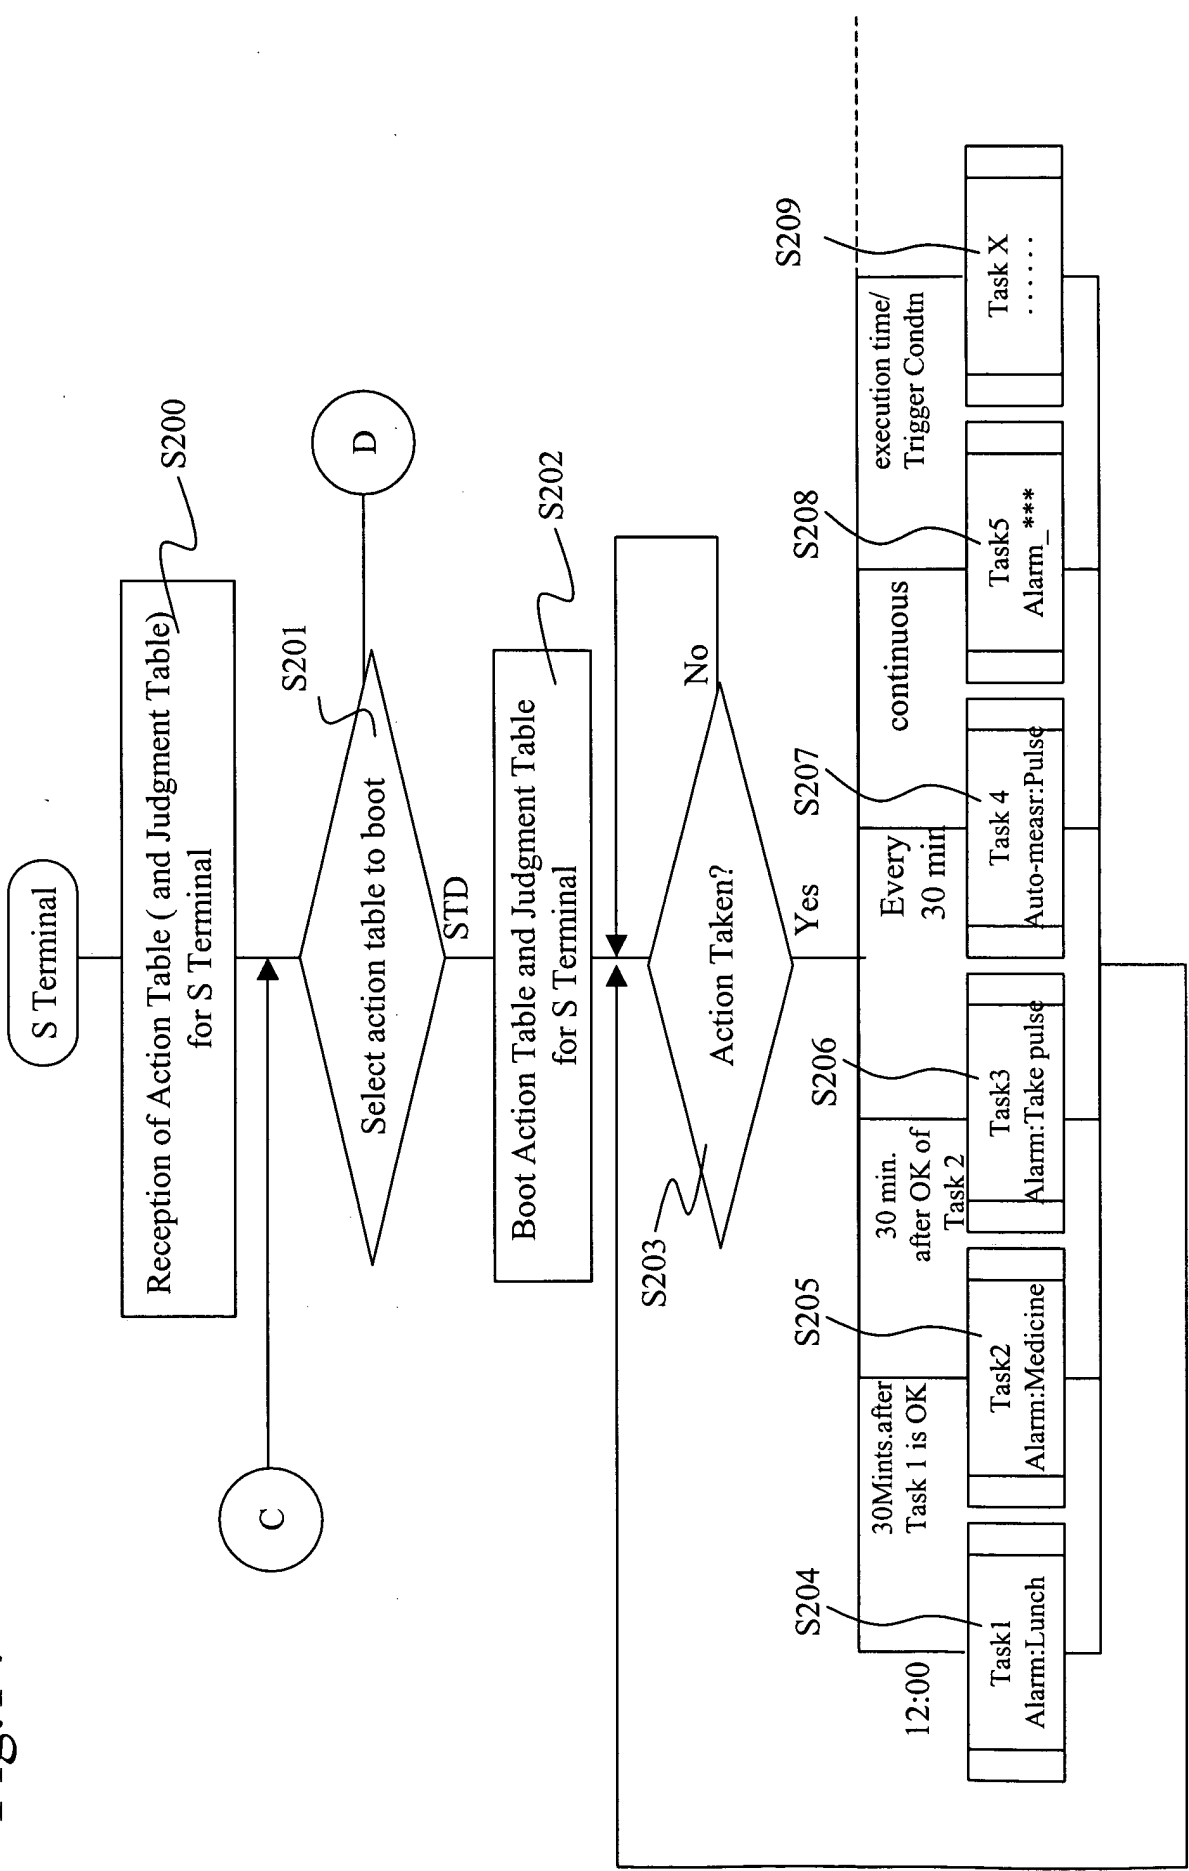 S Terminal
Reception of Action Table ( and Judgment Table)
for S Terminal
S200
C
Select action table to boot
S201
D
STD
Boot Action Table and Judgment Table
for S Terminal
S202
Action Taken?
S203
No
Yes
12:00
S204
Task1
Alarm:Lunch
30Mints.after
Task 1 is OK
S205
Task2
Alarm:Medicine
30 min.
after OK of
Task 2
S206
Task3
Alarm:Take pulse
Every
30 min
S207
Task 4
Auto-measr:Pulse
continuous
S208
Task5
Alarm_***
execution time/
Trigger Condtn
S209
Task X
......